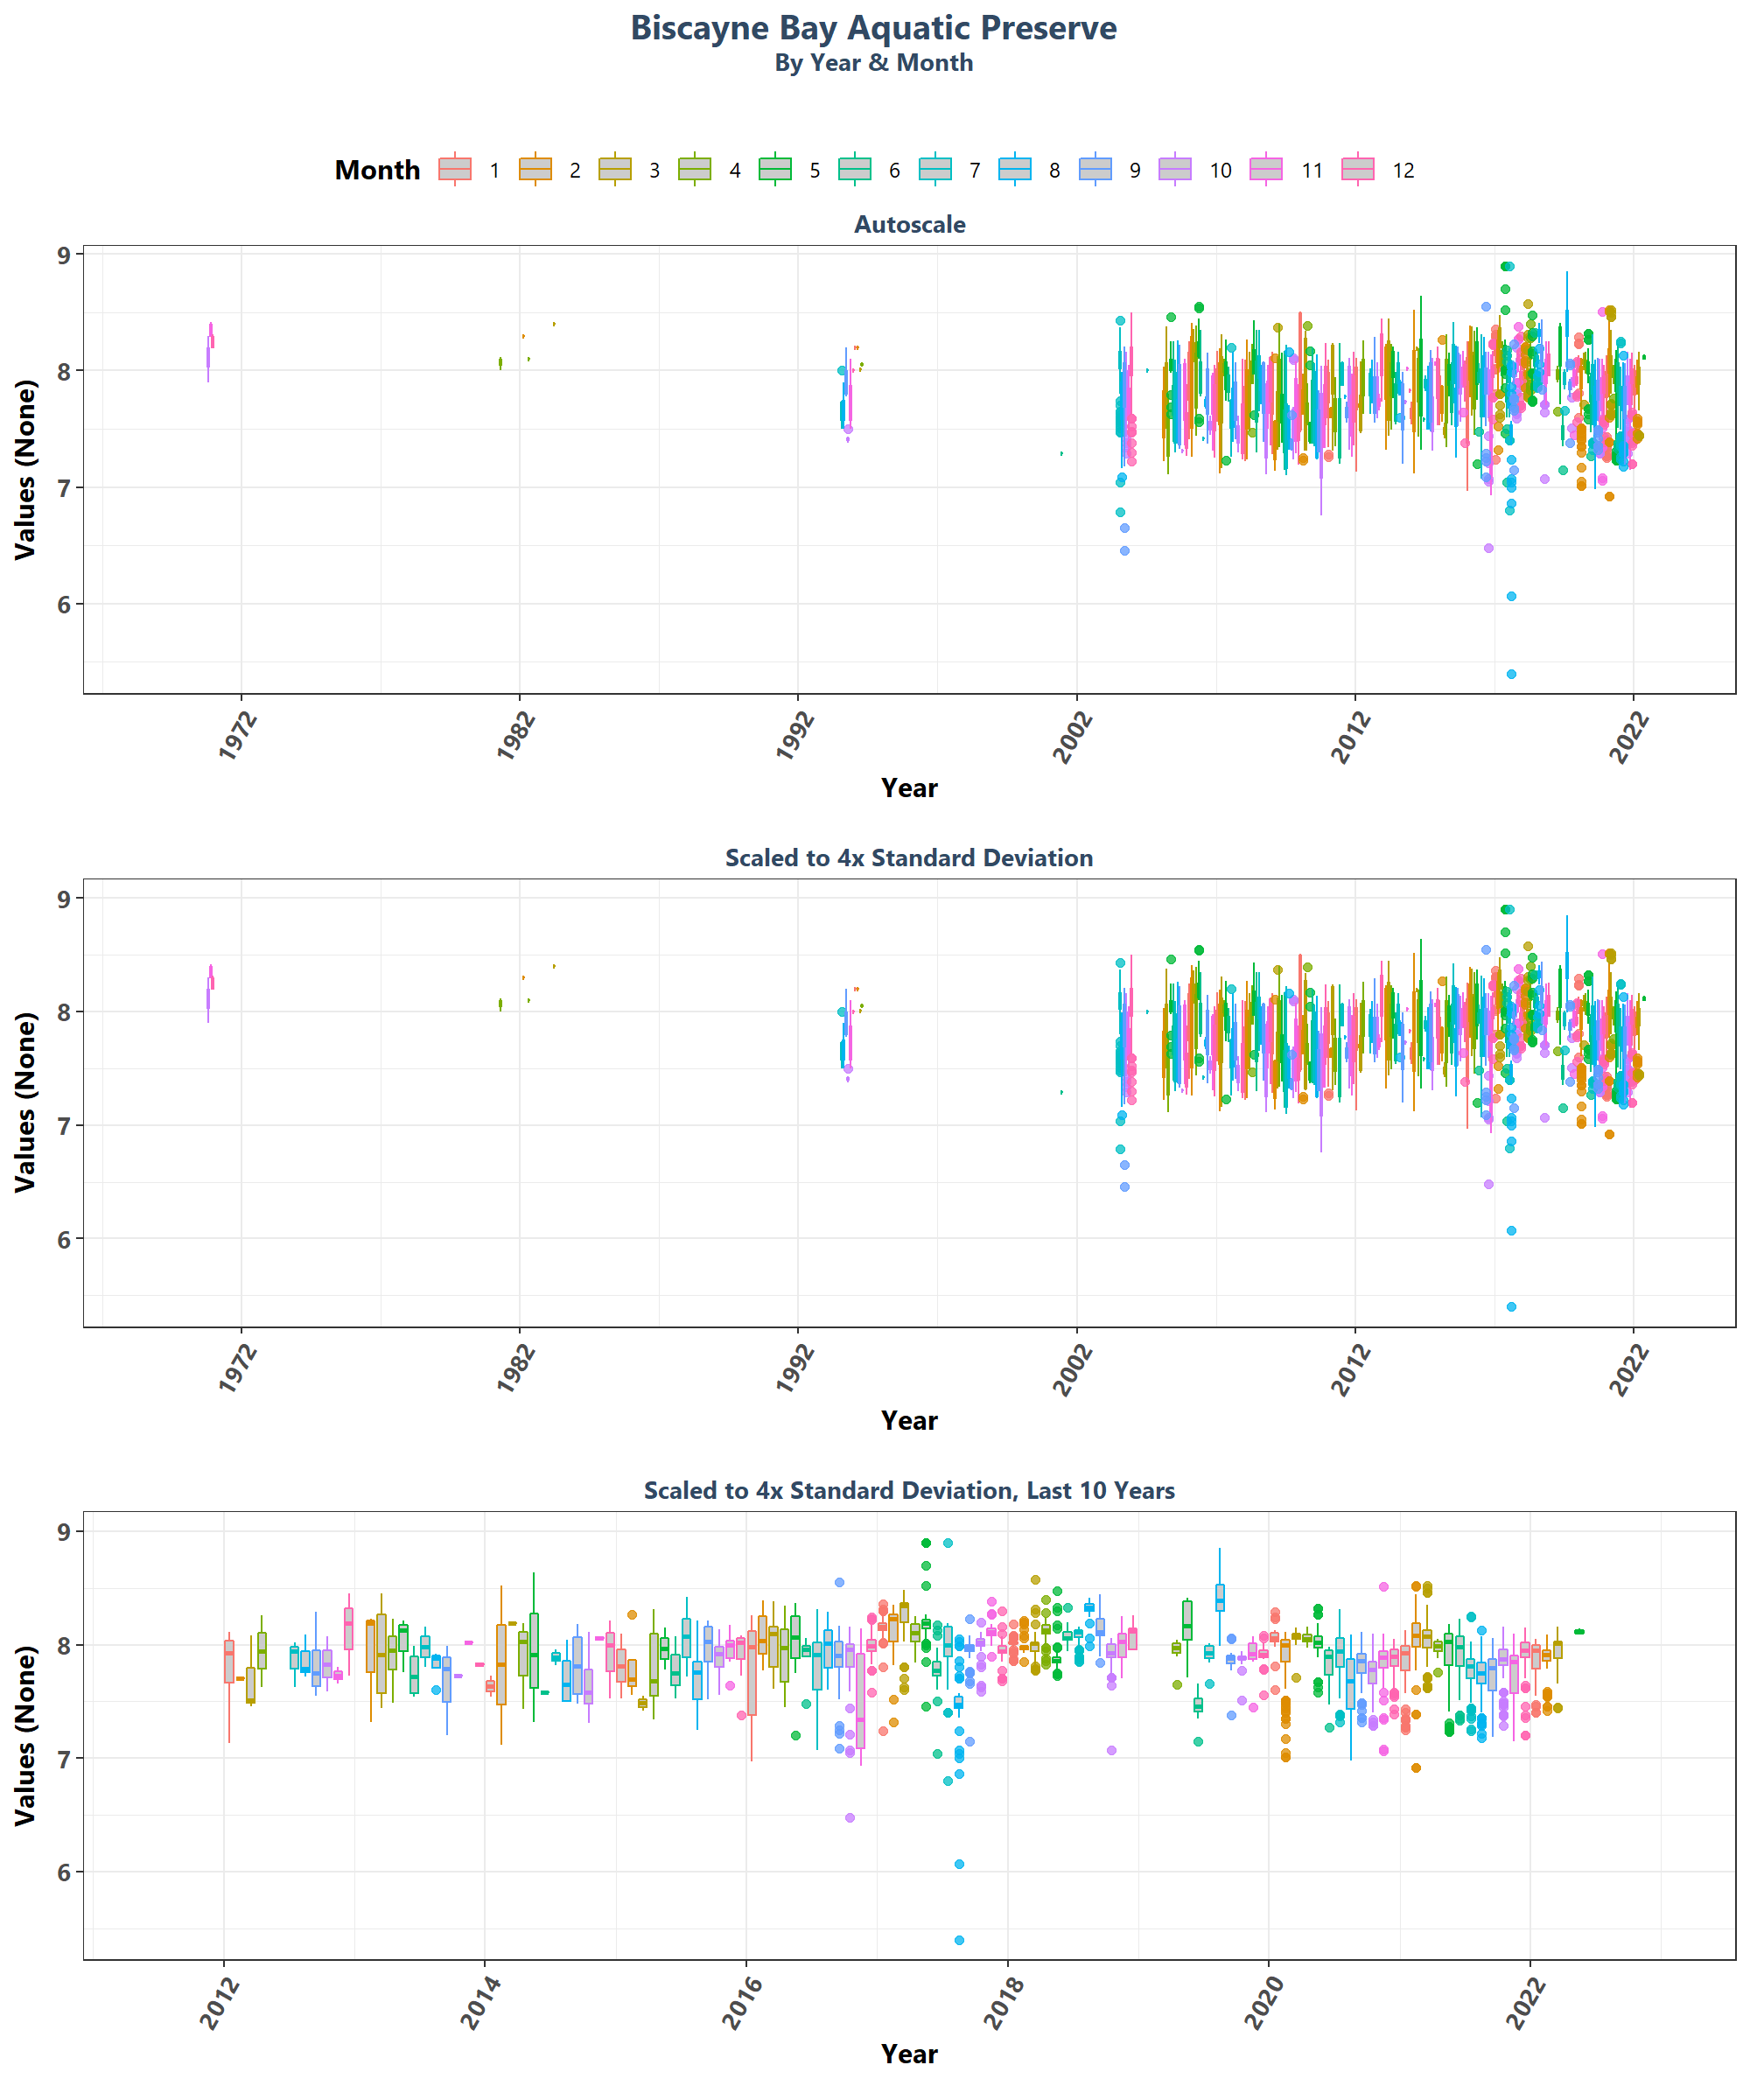 Biscayne Bay Aquatic Preserve
By Year & Month
Month 1 2 3 4 5 6 7 8 9 10 11 12
Autoscale
Values (None)
9
8
7
6
1972 1982 1992 2002 2012 2022
Year
Scaled to 4x Standard Deviation
Values (None)
9
8
7
6
1972 1982 1992 2002 2012 2022
Year
Scaled to 4x Standard Deviation, Last 10 Years
Values (None)
9
8
7
6
2012 2014 2016 2018 2020 2022
Year